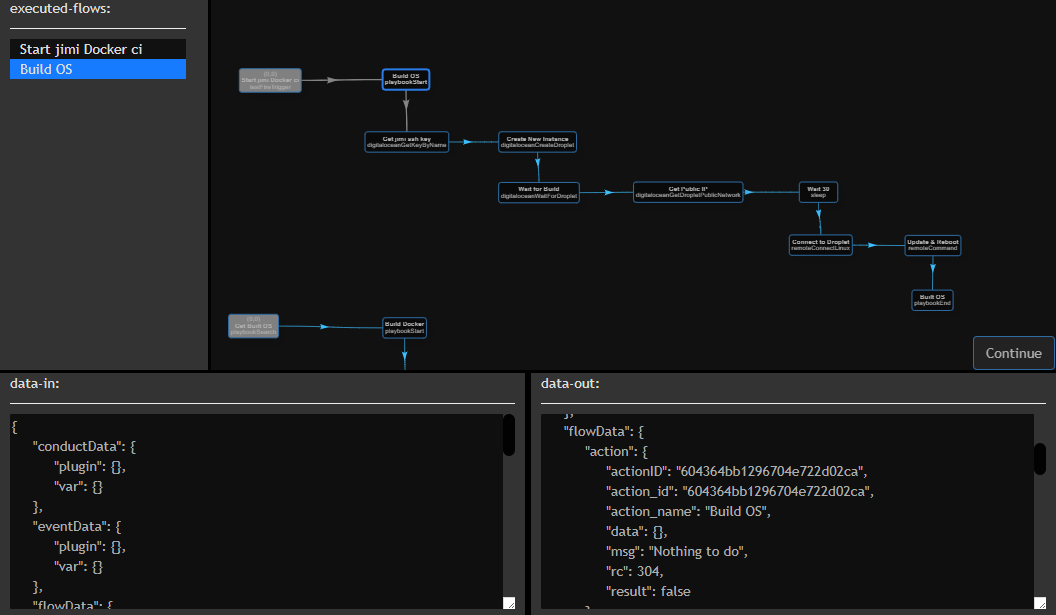 executed-flows:
Start jimi Docker ci
Build OS
(0,0)
Start jimi Docker ci
testFireTrigger
Build OS
playbookStart
Get jimi ssh key
digitaloceanGetKeyByName
Create New Instance
digitaloceanCreateDroplet
Wait for Build
digitaloceanWaitForDroplet
Get Public IP
digitaloceanGetDropletPublicNetwork
Wait 30
sleep
Connect to Droplet
remoteConnectLinux
Update & Reboot
remoteCommand
Built OS
playbookEnd
(0,0)
Get Built OS
playbookSearch
Build Docker
playbookStart
Continue
data-in:
{
"conductData": {
"plugin": {},
"var": {}
},
"eventData": {
"plugin": {},
"var": {}
},
"flowData": {
data-out:
},
"flowData": {
"action": {
"actionID": "604364bb1296704e722d02ca",
"action_id": "604364bb1296704e722d02ca",
"action_name": "Build OS",
"data": {},
"msg": "Nothing to do",
"rc": 304,
"result": false
}